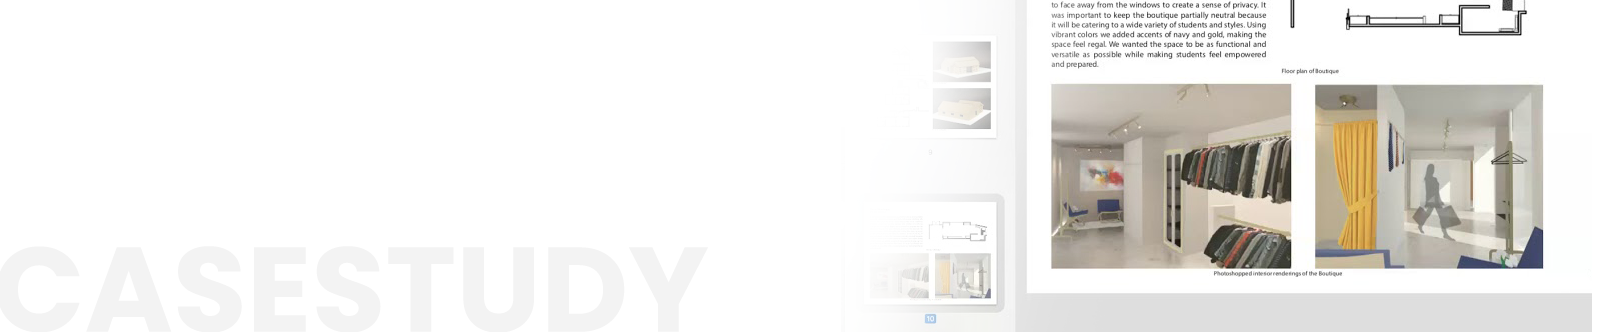 to face away from the windows to create a sense of privacy. It
was important to keep the boutique partially neutral because
it will be catering to a wide variety of students and styles. Using
vibrant colors we added accents of navy and gold, making the
space feel regal. We wanted the space to be as functional and
versatile as possible while making students feel empowered
and prepared.
Floor plan of Boutique
Photoshopped interior renderings of the Boutique
10
CASESTUDY